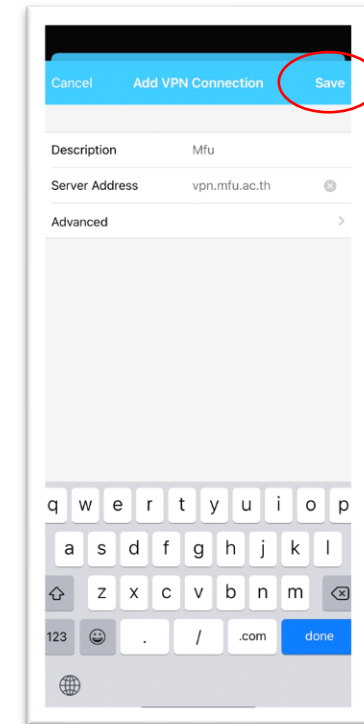 Cancel Add VPN Connection Save
Description Mfu
Server Address vpn.mfu.ac.th
Advanced
q w e r t y u i o p
a s d f g h j k l
z x c v b n m
123 . / .com done